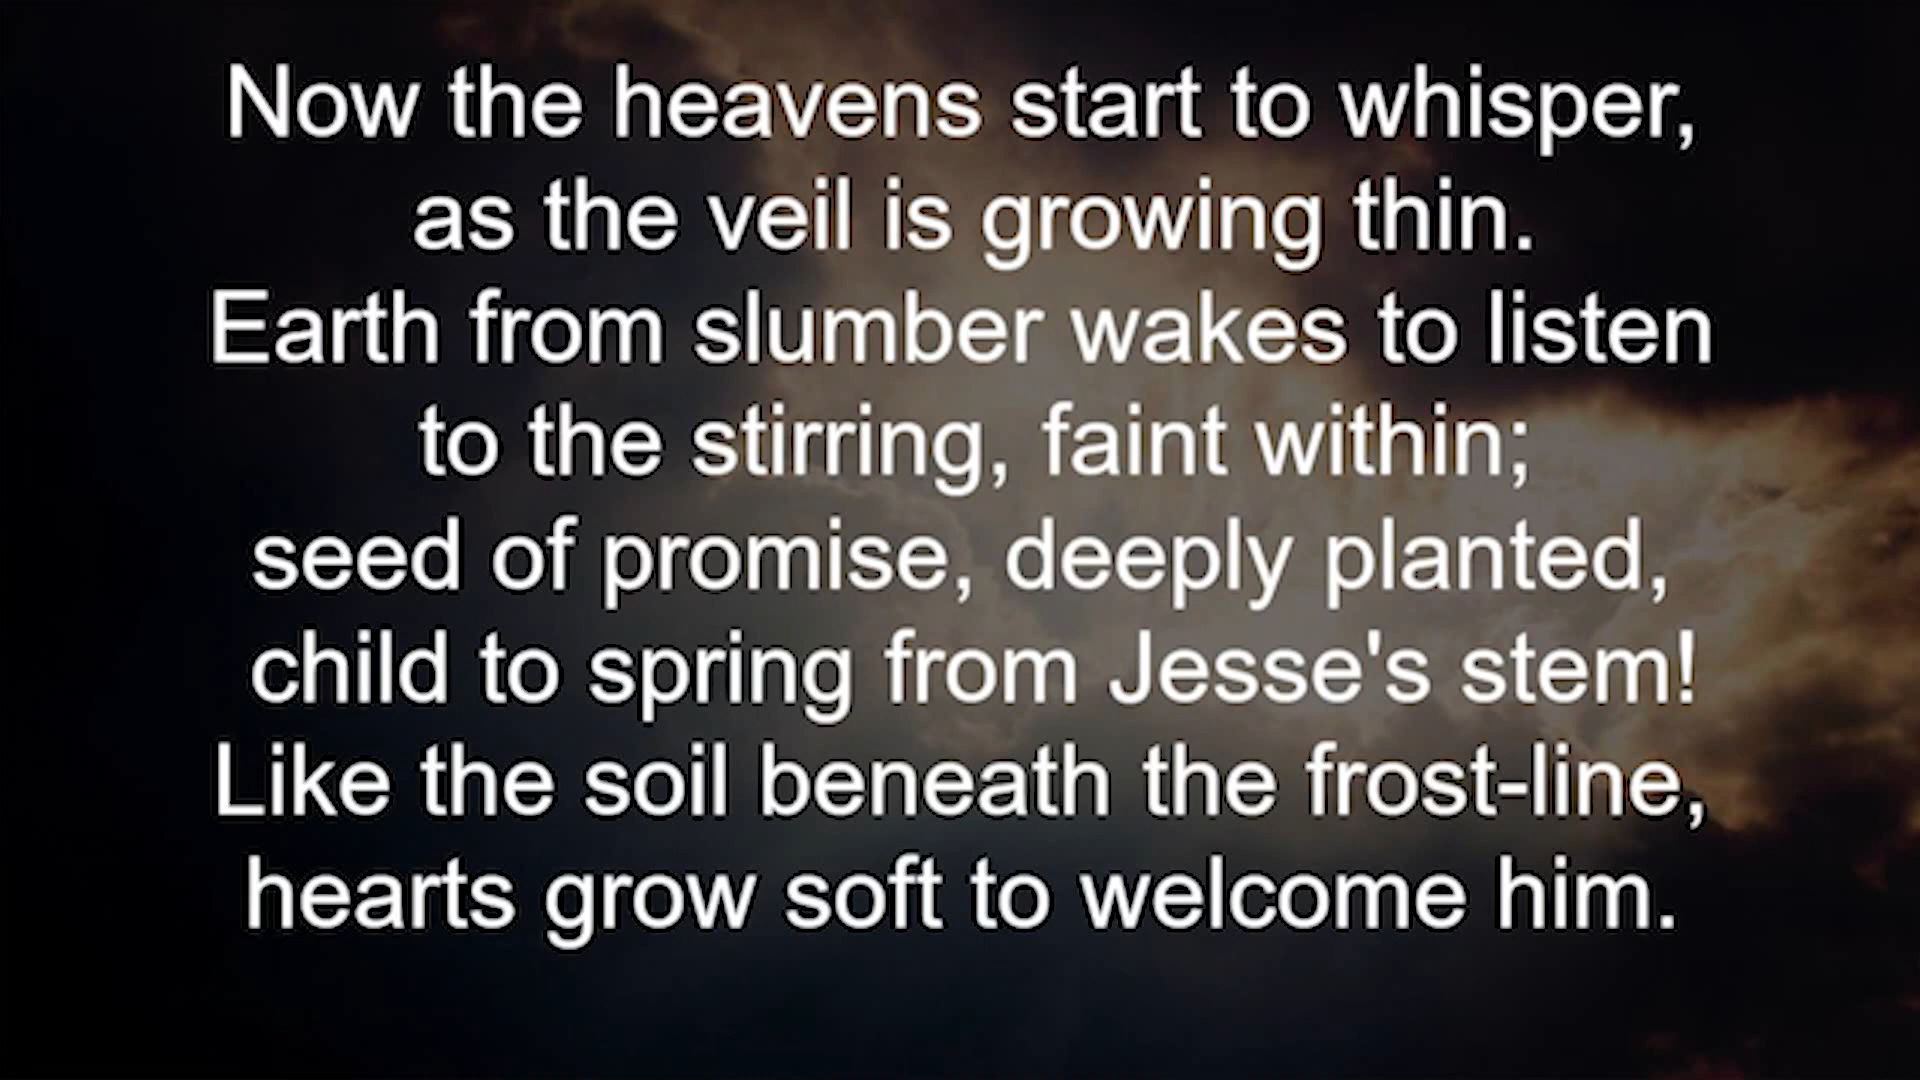 Now the heavens start to whisper,
as the veil is growing thin.
Earth from slumber wakes to listen
to the stirring, faint within;
seed of promise, deeply planted,
child to spring from Jesse's stem!
Like the soil beneath the frost-line,
hearts grow soft to welcome him.